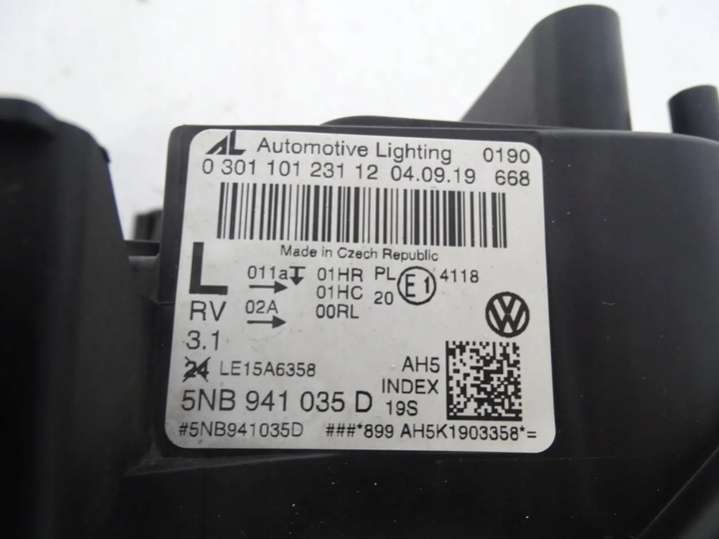 AL Automotive Lighting 0190
0 301 101 231 12 04.09.19 668
Made in Czech Republic
L 011a 01HR PL E1 4118
01HC 20
RV 02A 00RL
3.1
24 LE15A6358 AH5
INDEX
5NB 941 035 D 19S
#5NB941035D ###*899 AH5K1903358*=